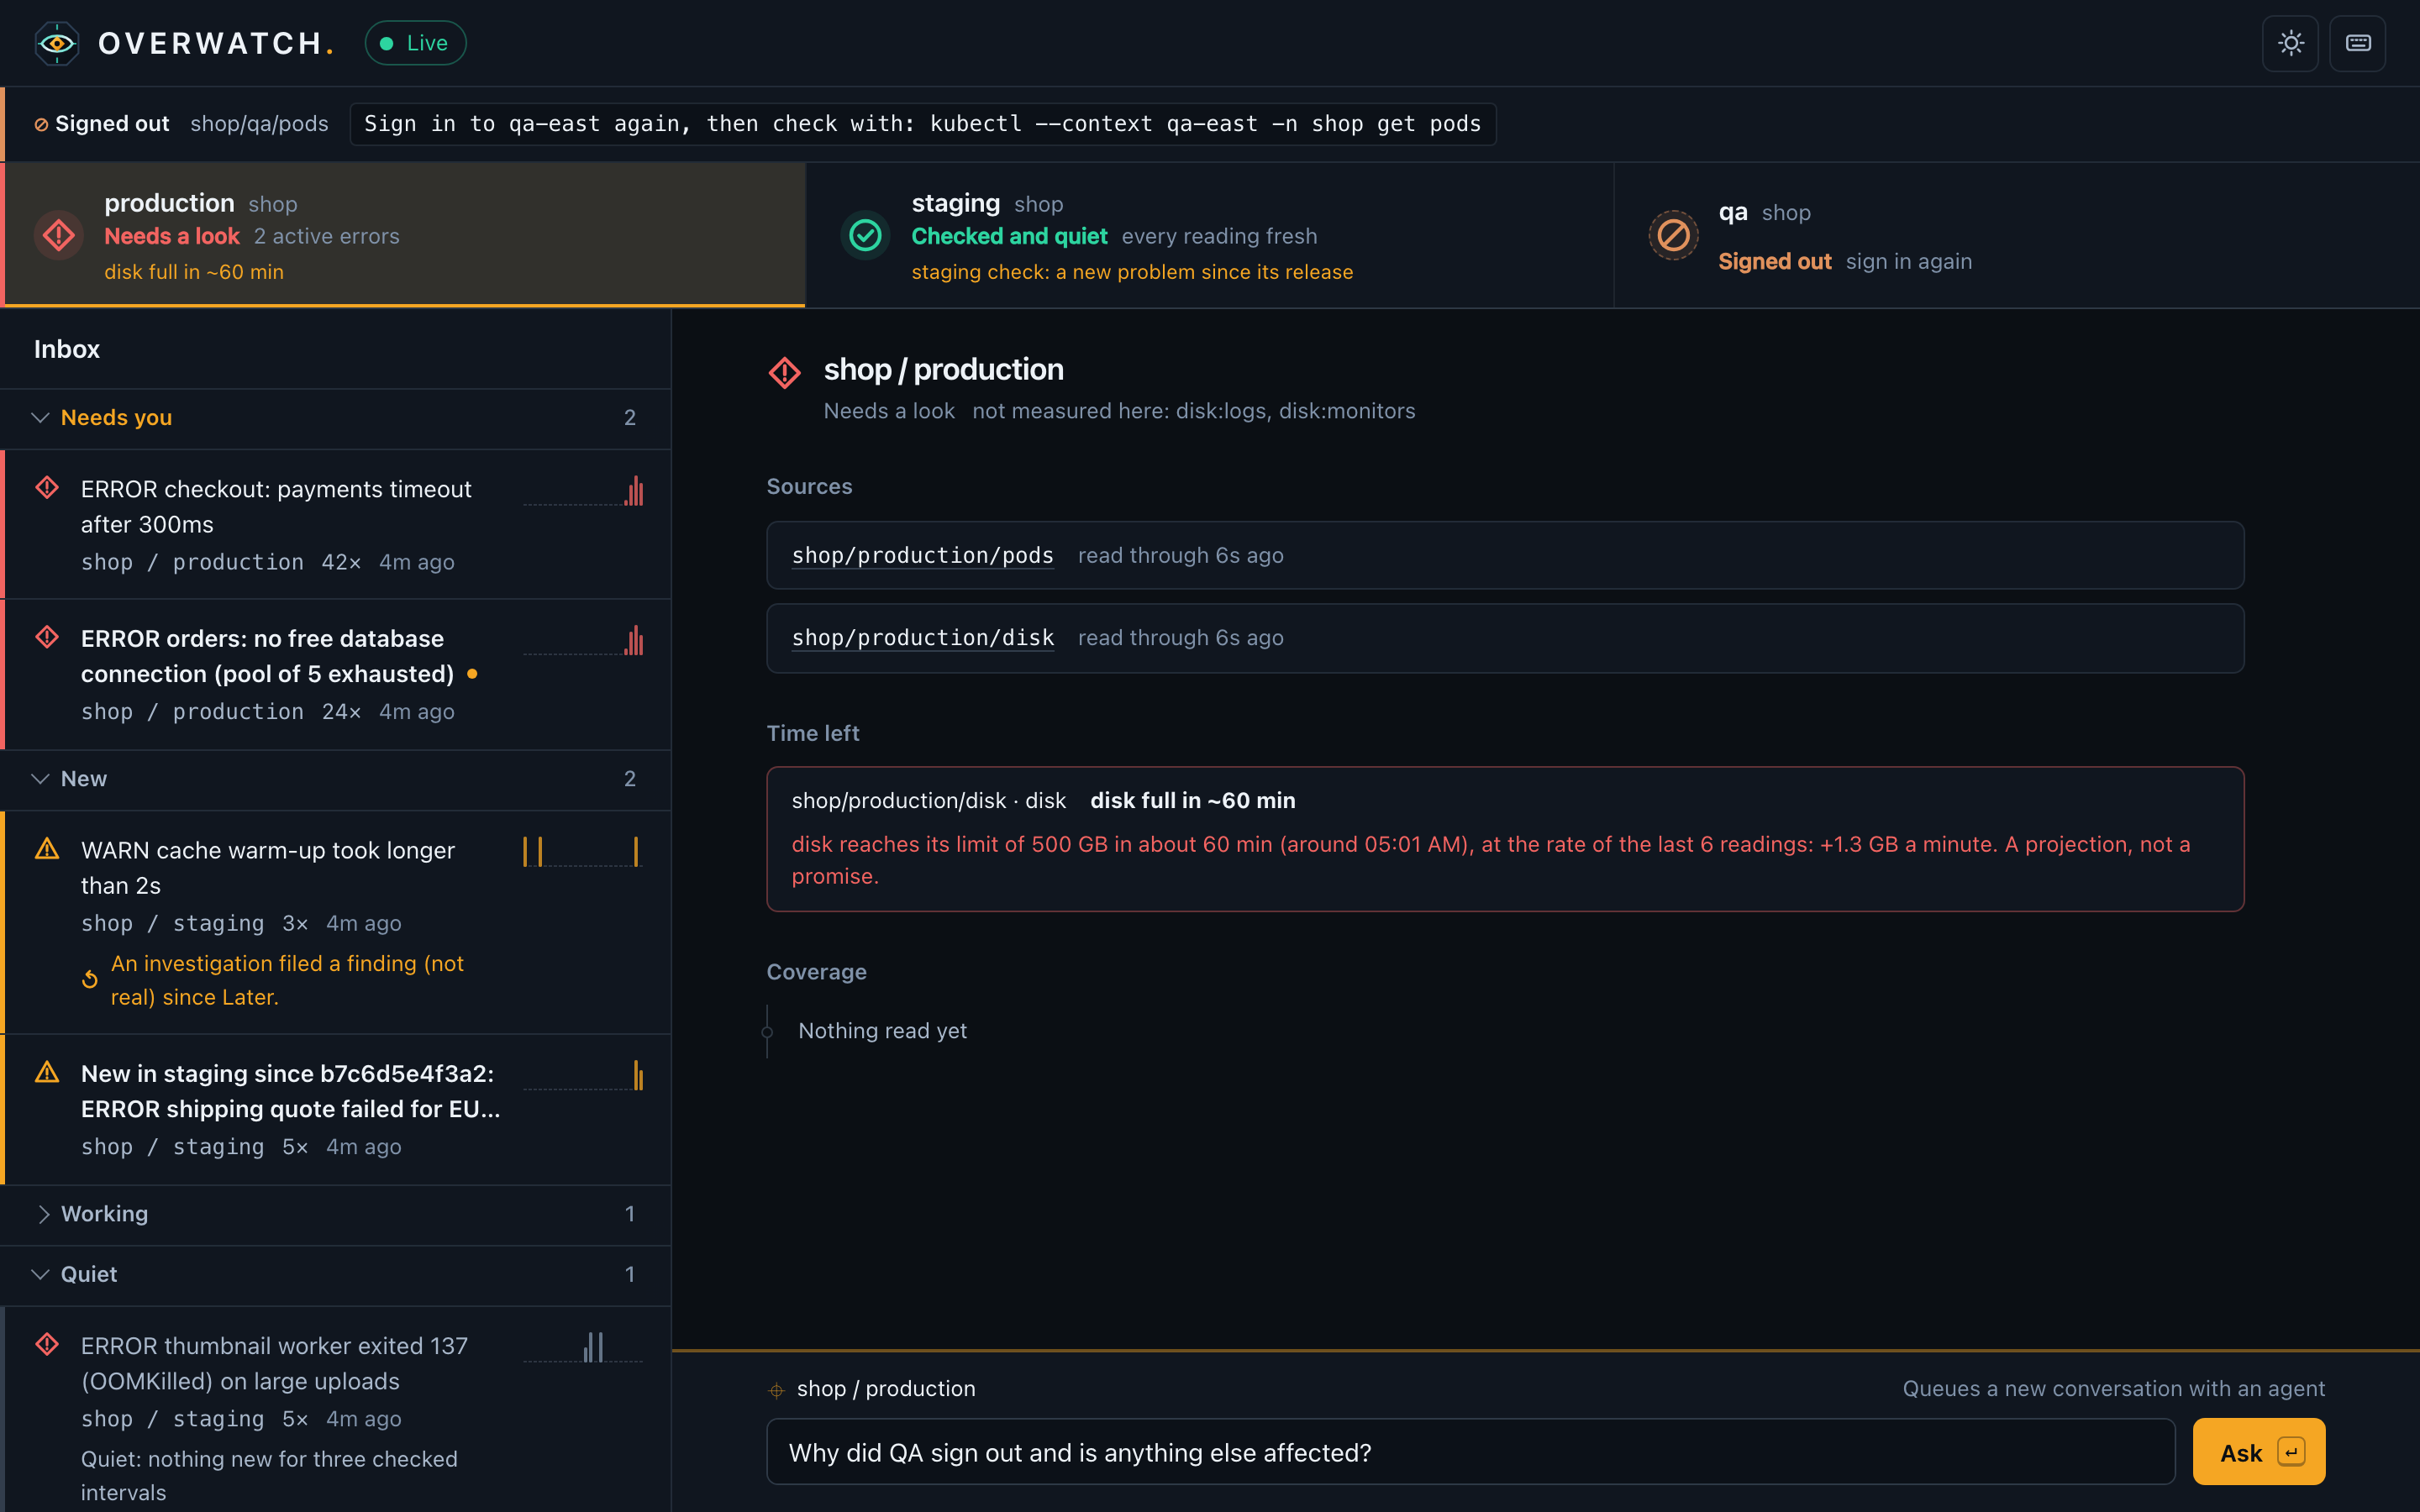 OVERWATCH.
Live
Signed out shop/qa/pods Sign in to qa-east again, then check with: kubectl --context qa-east -n shop get pods
production shop
Needs a look 2 active errors
disk full in ~60 min
staging shop
Checked and quiet every reading fresh
staging check: a new problem since its release
qa shop
Signed out sign in again
Inbox
Needs you 2
ERROR checkout: payments timeout
after 300ms
shop / production 42× 4m ago
ERROR orders: no free database
connection (pool of 5 exhausted)
shop / production 24× 4m ago
New 2
WARN cache warm-up took longer
than 2s
shop / staging 3× 4m ago
An investigation filed a finding (not
real) since Later.
New in staging since b7c6d5e4f3a2:
ERROR shipping quote failed for EU...
shop / staging 5× 4m ago
Working 1
Quiet 1
ERROR thumbnail worker exited 137
(OOMKilled) on large uploads
shop / staging 5× 4m ago
Quiet: nothing new for three checked
intervals
shop / production
Needs a look not measured here: disk:logs, disk:monitors
Sources
shop/production/pods read through 6s ago
shop/production/disk read through 6s ago
Time left
shop/production/disk · disk disk full in ~60 min
disk reaches its limit of 500 GB in about 60 min (around 05:01 AM), at the rate of the last 6 readings: +1.3 GB a minute. A projection, not a
promise.
Coverage
Nothing read yet
shop / production
Queues a new conversation with an agent
Why did QA sign out and is anything else affected?
Ask ↵